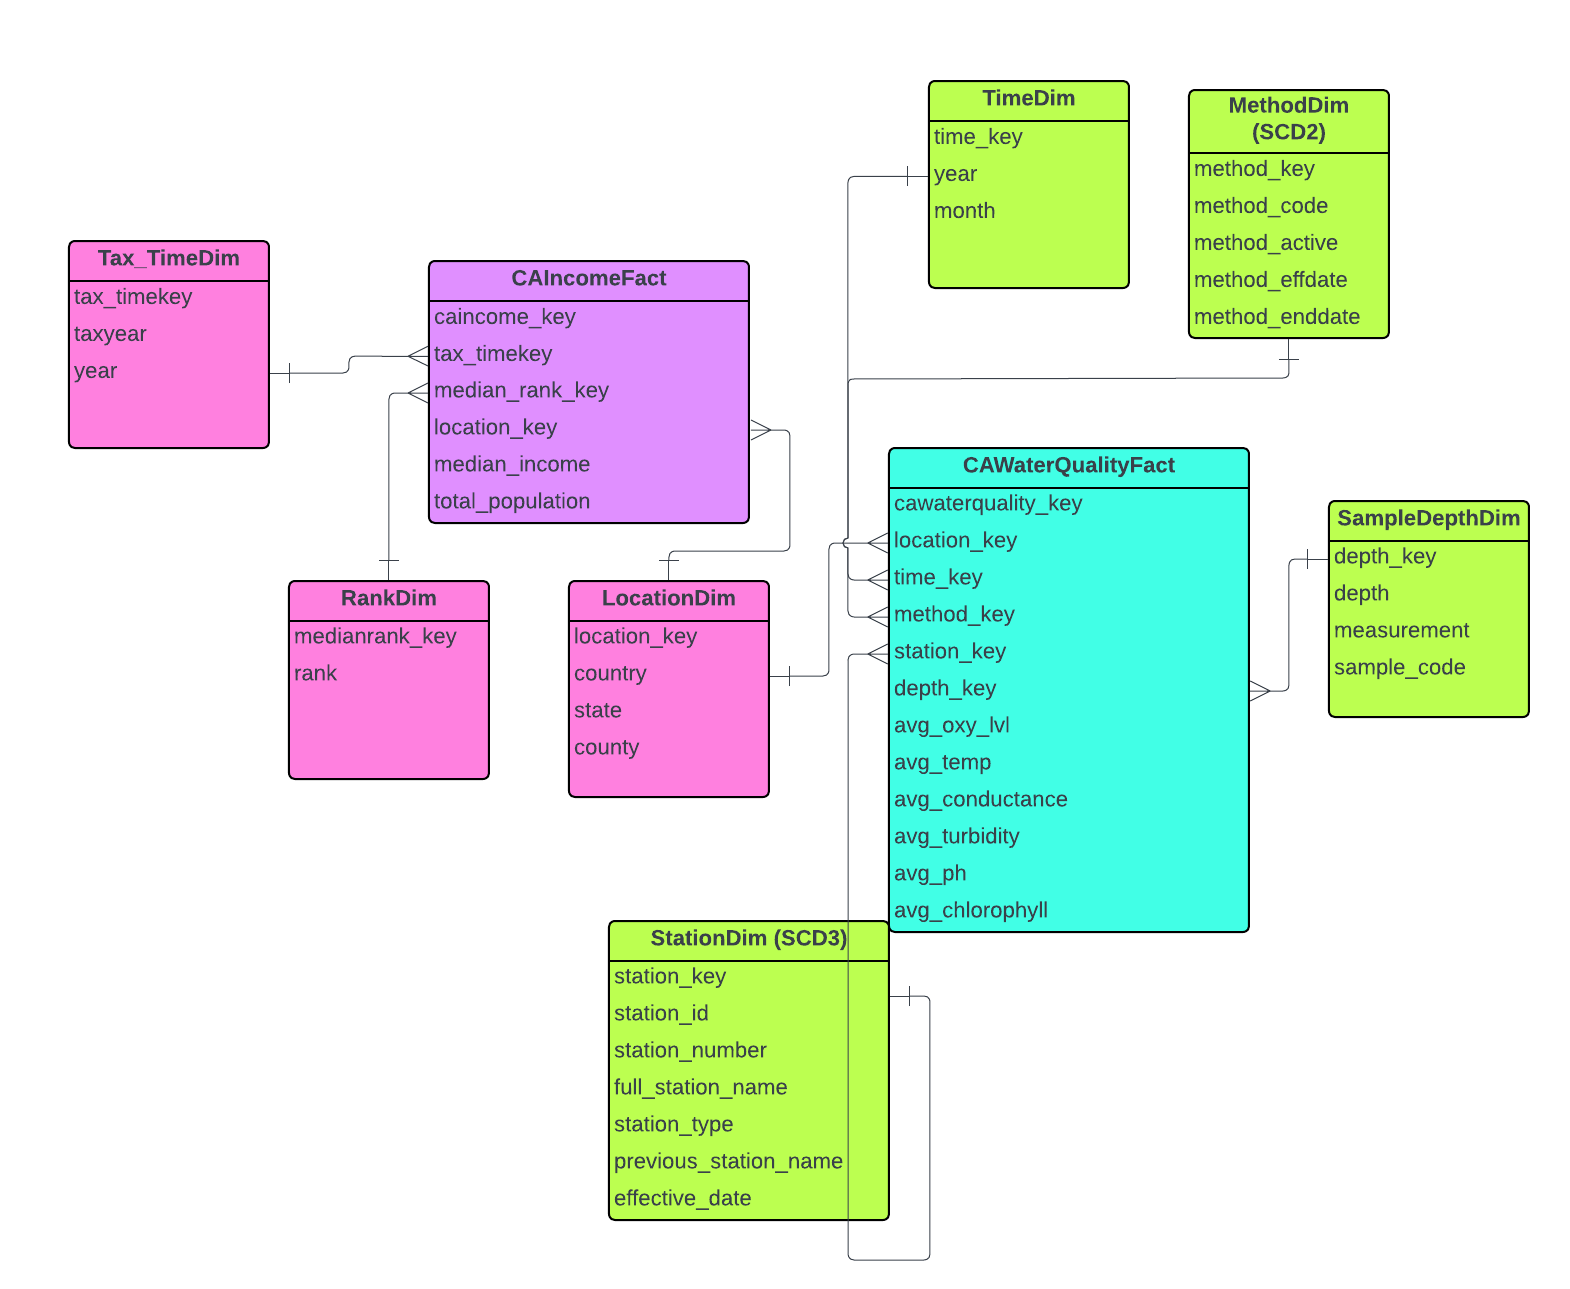 TimeDim
time_key
year
month
MethodDim
(SCD2)
method_key
method_code
method_active
method_effdate
method_enddate
Tax_TimeDim
tax_timekey
taxyear
year
CAIncomeFact
caincome_key
tax_timekey
median_rank_key
location_key
median_income
total_population
CAWaterQualityFact
cawaterquality_key
location_key
time_key
method_key
station_key
depth_key
avg_oxy_lvl
avg_temp
avg_conductance
avg_turbidity
avg_ph
avg_chlorophyll
SampleDepthDim
depth_key
depth
measurement
sample_code
RankDim
medianrank_key
rank
LocationDim
location_key
country
state
county
StationDim (SCD3)
station_key
station_id
station_number
full_station_name
station_type
previous_station_name
effective_date